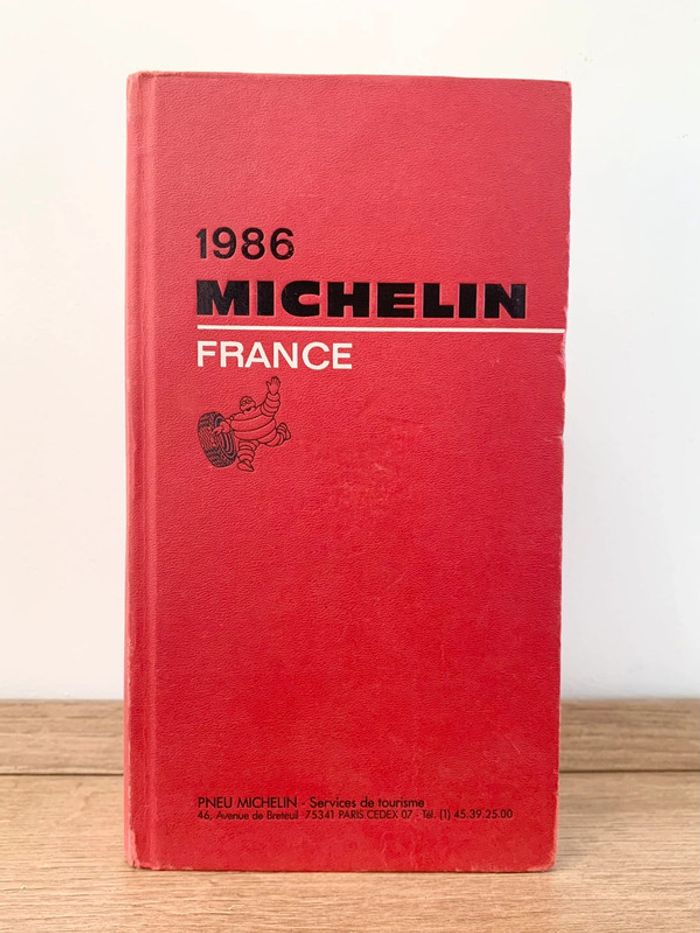 1986
MICHELIN
FRANCE
PNEU MICHELIN - Services de tourisme
46, Avenue de Breteuil - 75341 PARIS CEDEX 07 - Tél. (1) 45.39.25.00